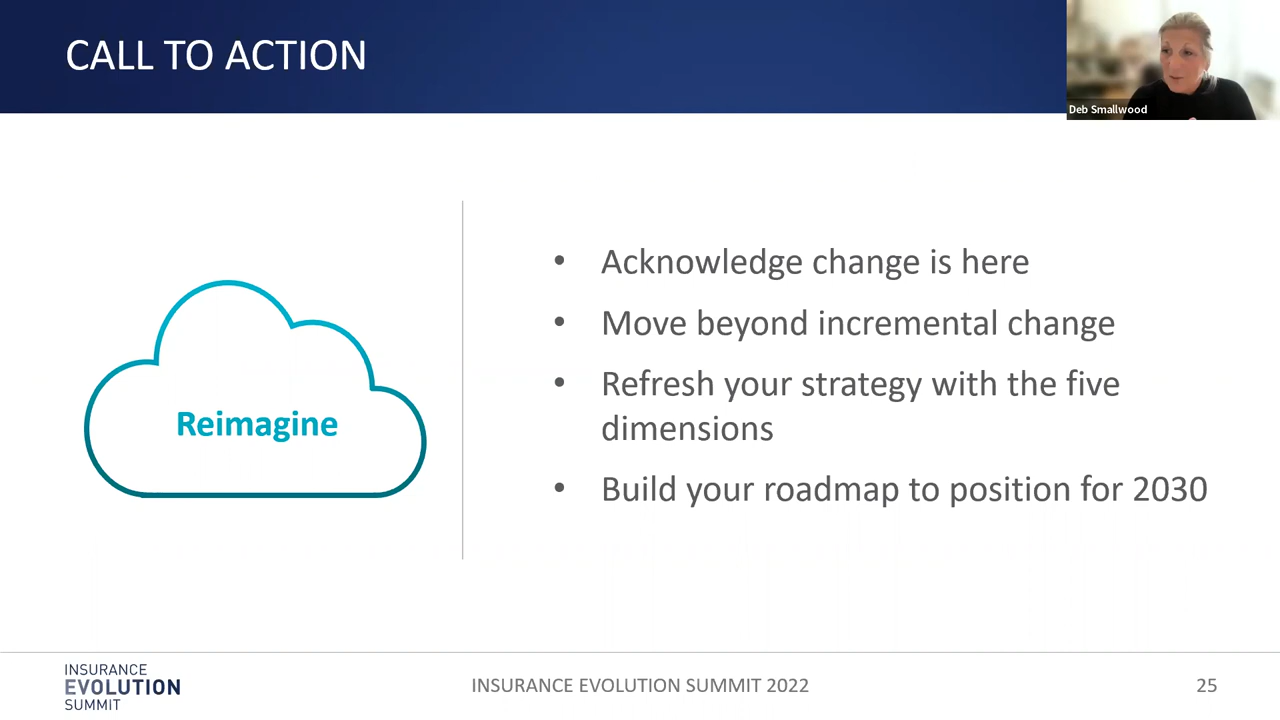 CALL TO ACTION
Deb Smallwood
Reimagine
• Acknowledge change is here
• Move beyond incremental change
• Refresh your strategy with the five
dimensions
• Build your roadmap to position for 2030
INSURANCE
EVOLUTION
SUMMIT
INSURANCE EVOLUTION SUMMIT 2022
25